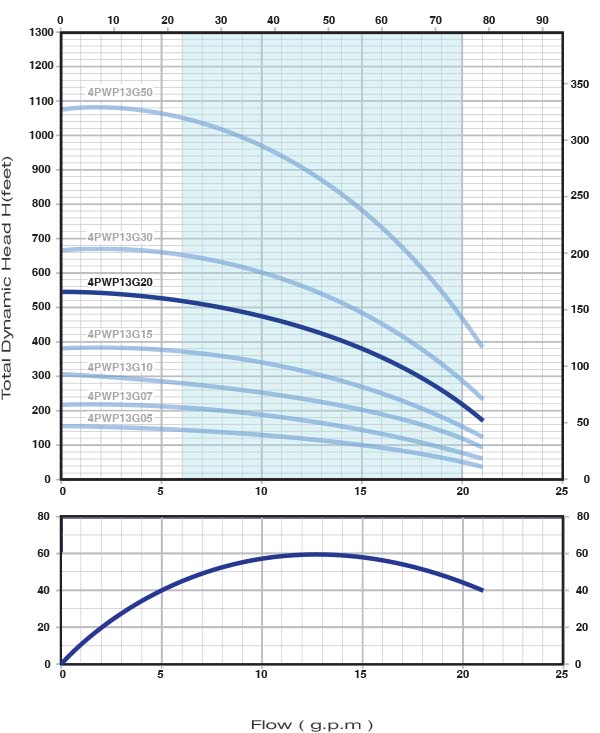 0 10 20 30 40 50 60 70 80 90
1300
1200
1100
1000
900
800
700
600
500
400
300
200
100
0
350
300
250
200
150
100
50
0
Total Dynamic Head H(feet)
4PWP13G50
4PWP13G30
4PWP13G20
4PWP13G15
4PWP13G10
4PWP13G07
4PWP13G05
0 5 10 15 20 25
80 80
60 60
40 40
20 20
0 0
0 5 10 15 20 25
Flow ( g.p.m )